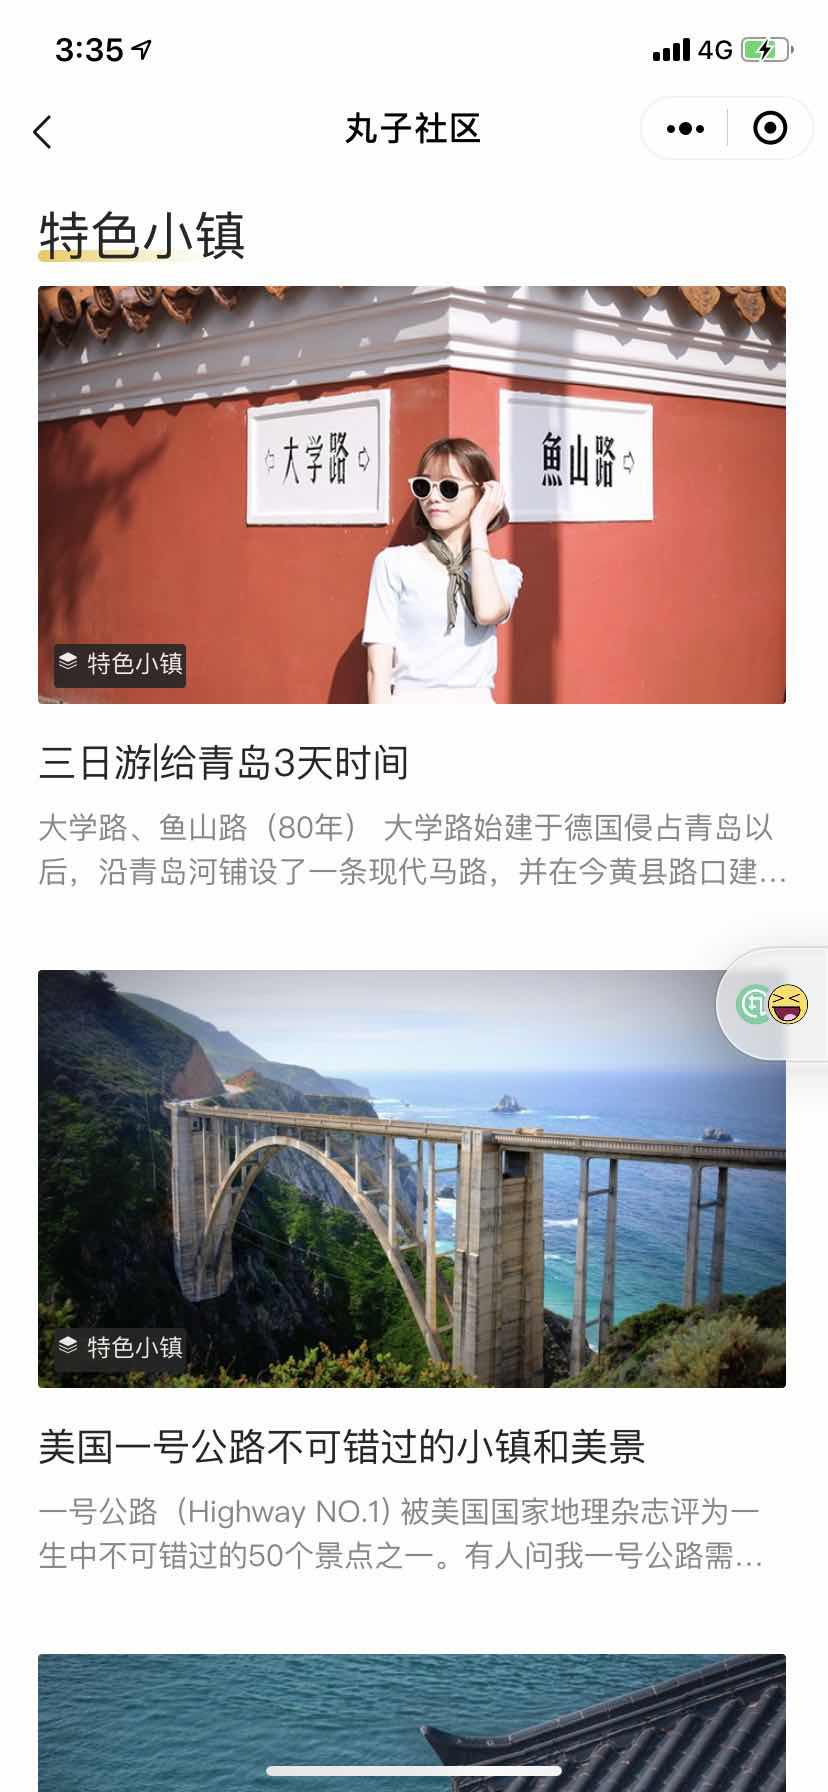 3:35
4G
丸子社区
特色小镇
大学路
魚山路
特色小镇
三日游|给青岛3天时间
大学路、鱼山路（80年） 大学路始建于德国侵占青岛以
后，沿青岛河铺设了一条现代马路，并在今黄县路口建...
特色小镇
美国一号公路不可错过的小镇和美景
一号公路（Highway NO.1) 被美国国家地理杂志评为一
生中不可错过的50个景点之一。有人问我一号公路需...